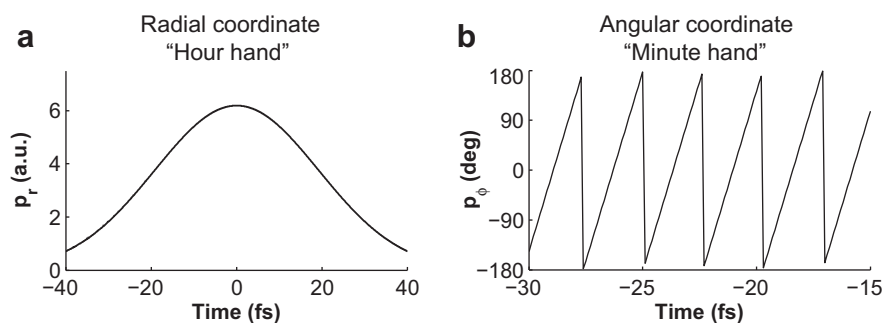 a
Radial coordinate
“Hour hand”
p_r (a.u.)
6
4
2
0
−40
−20
0
20
40
Time (fs)
b
Angular coordinate
“Minute hand”
p_ϕ (deg)
180
90
0
−90
−180
−30
−25
−20
−15
Time (fs)